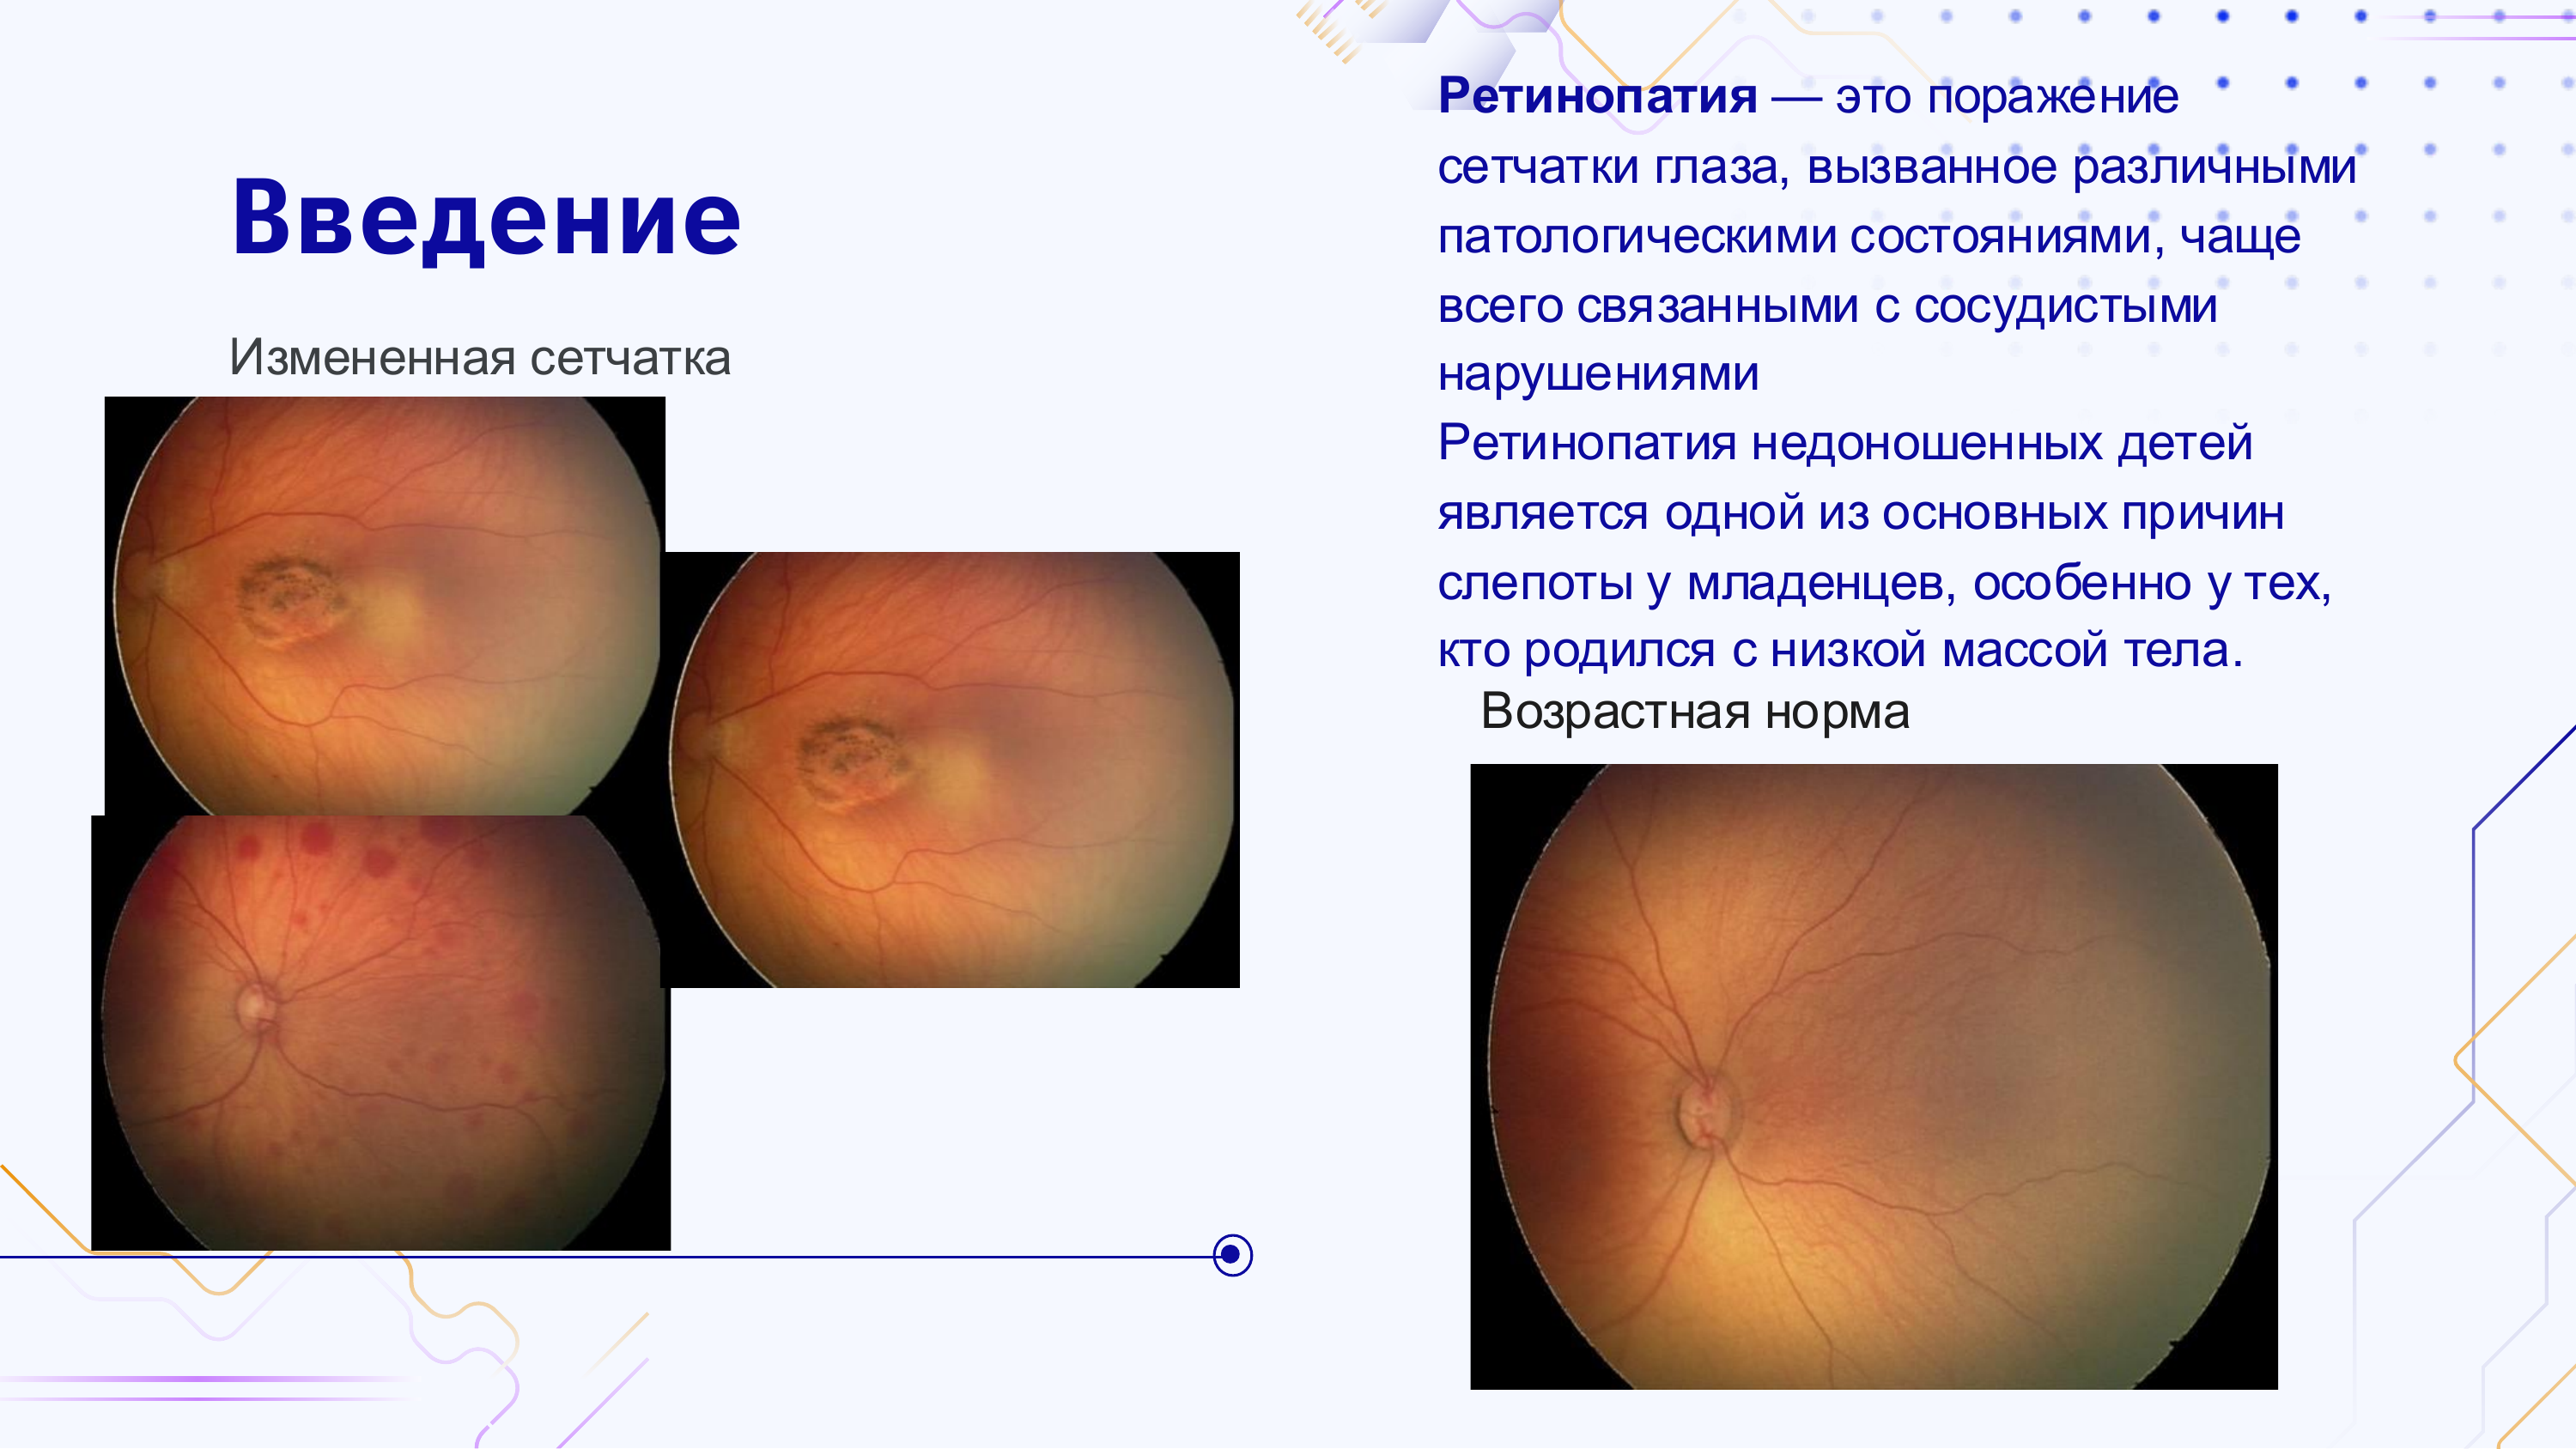 Введение
Измененная сетчатка
Ретинопатия — это поражение
сетчатки глаза, вызванное различными
патологическими состояниями, чаще
всего связанными с сосудистыми
нарушениями
Ретинопатия недоношенных детей
является одной из основных причин
слепоты у младенцев, особенно у тех,
кто родился с низкой массой тела.
Возрастная норма